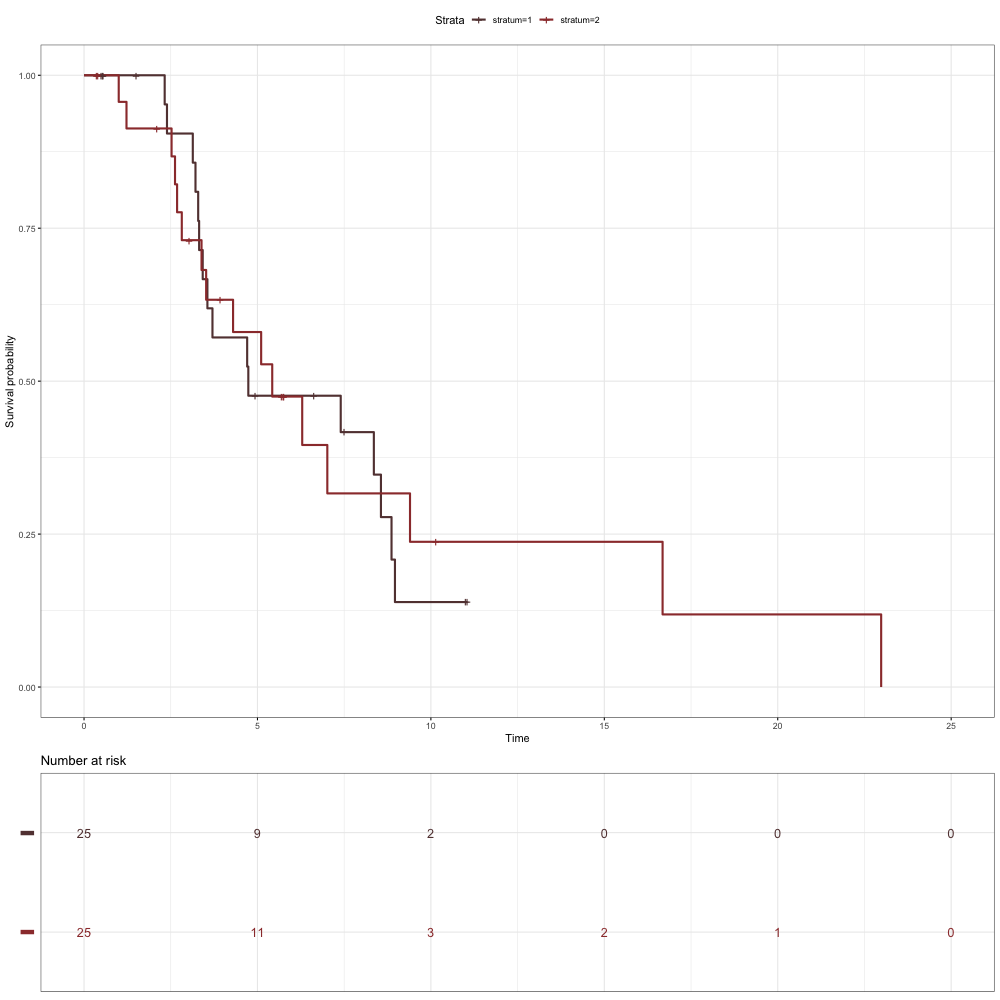 Strata stratum=1 stratum=2
1.00
0.75
0.50
0.25
0.00
Survival probability
0 5 10 15 20 25
Time
Number at risk
25 9 2 0 0 0
25 11 3 2 1 0